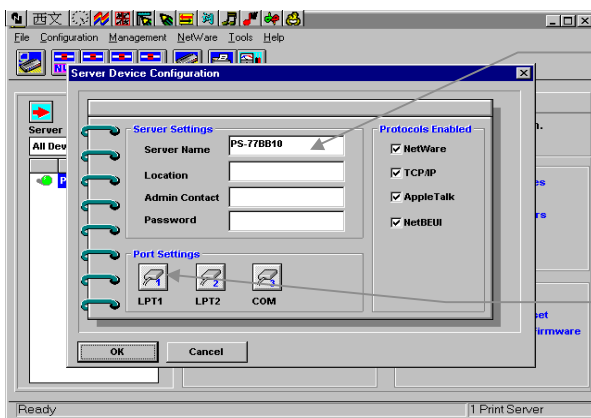 西文
File Configuration Management NetWare Tools Help
Server Device Configuration
Server
All Dev
Server Settings
Server Name PS-77BB10
Location
Admin Contact
Password
Protocols Enabled
NetWare
TCP/IP
AppleTalk
NetBEUI
Port Settings
1 2 3
LPT1 LPT2 COM
OK Cancel
n.
es
rs
set
firmware
Ready 1 Print Server